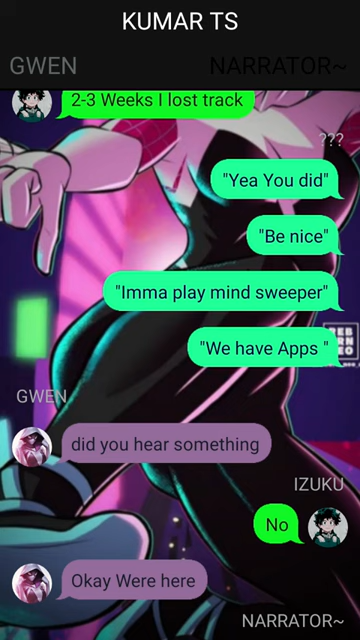 KUMAR TS
GWEN
NARRATOR~
2-3 Weeks I lost track
???
"Yea You did"
"Be nice"
"Imma play mind sweeper"
"We have Apps "
GWEN
did you hear something
IZUKU
No
Okay Were here
NARRATOR~